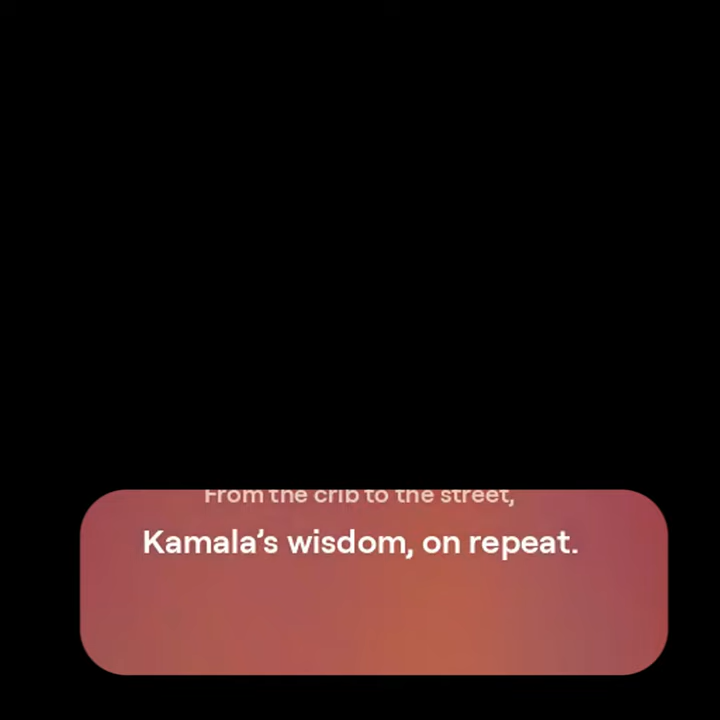 From the crib to the street,
Kamala’s wisdom, on repeat.